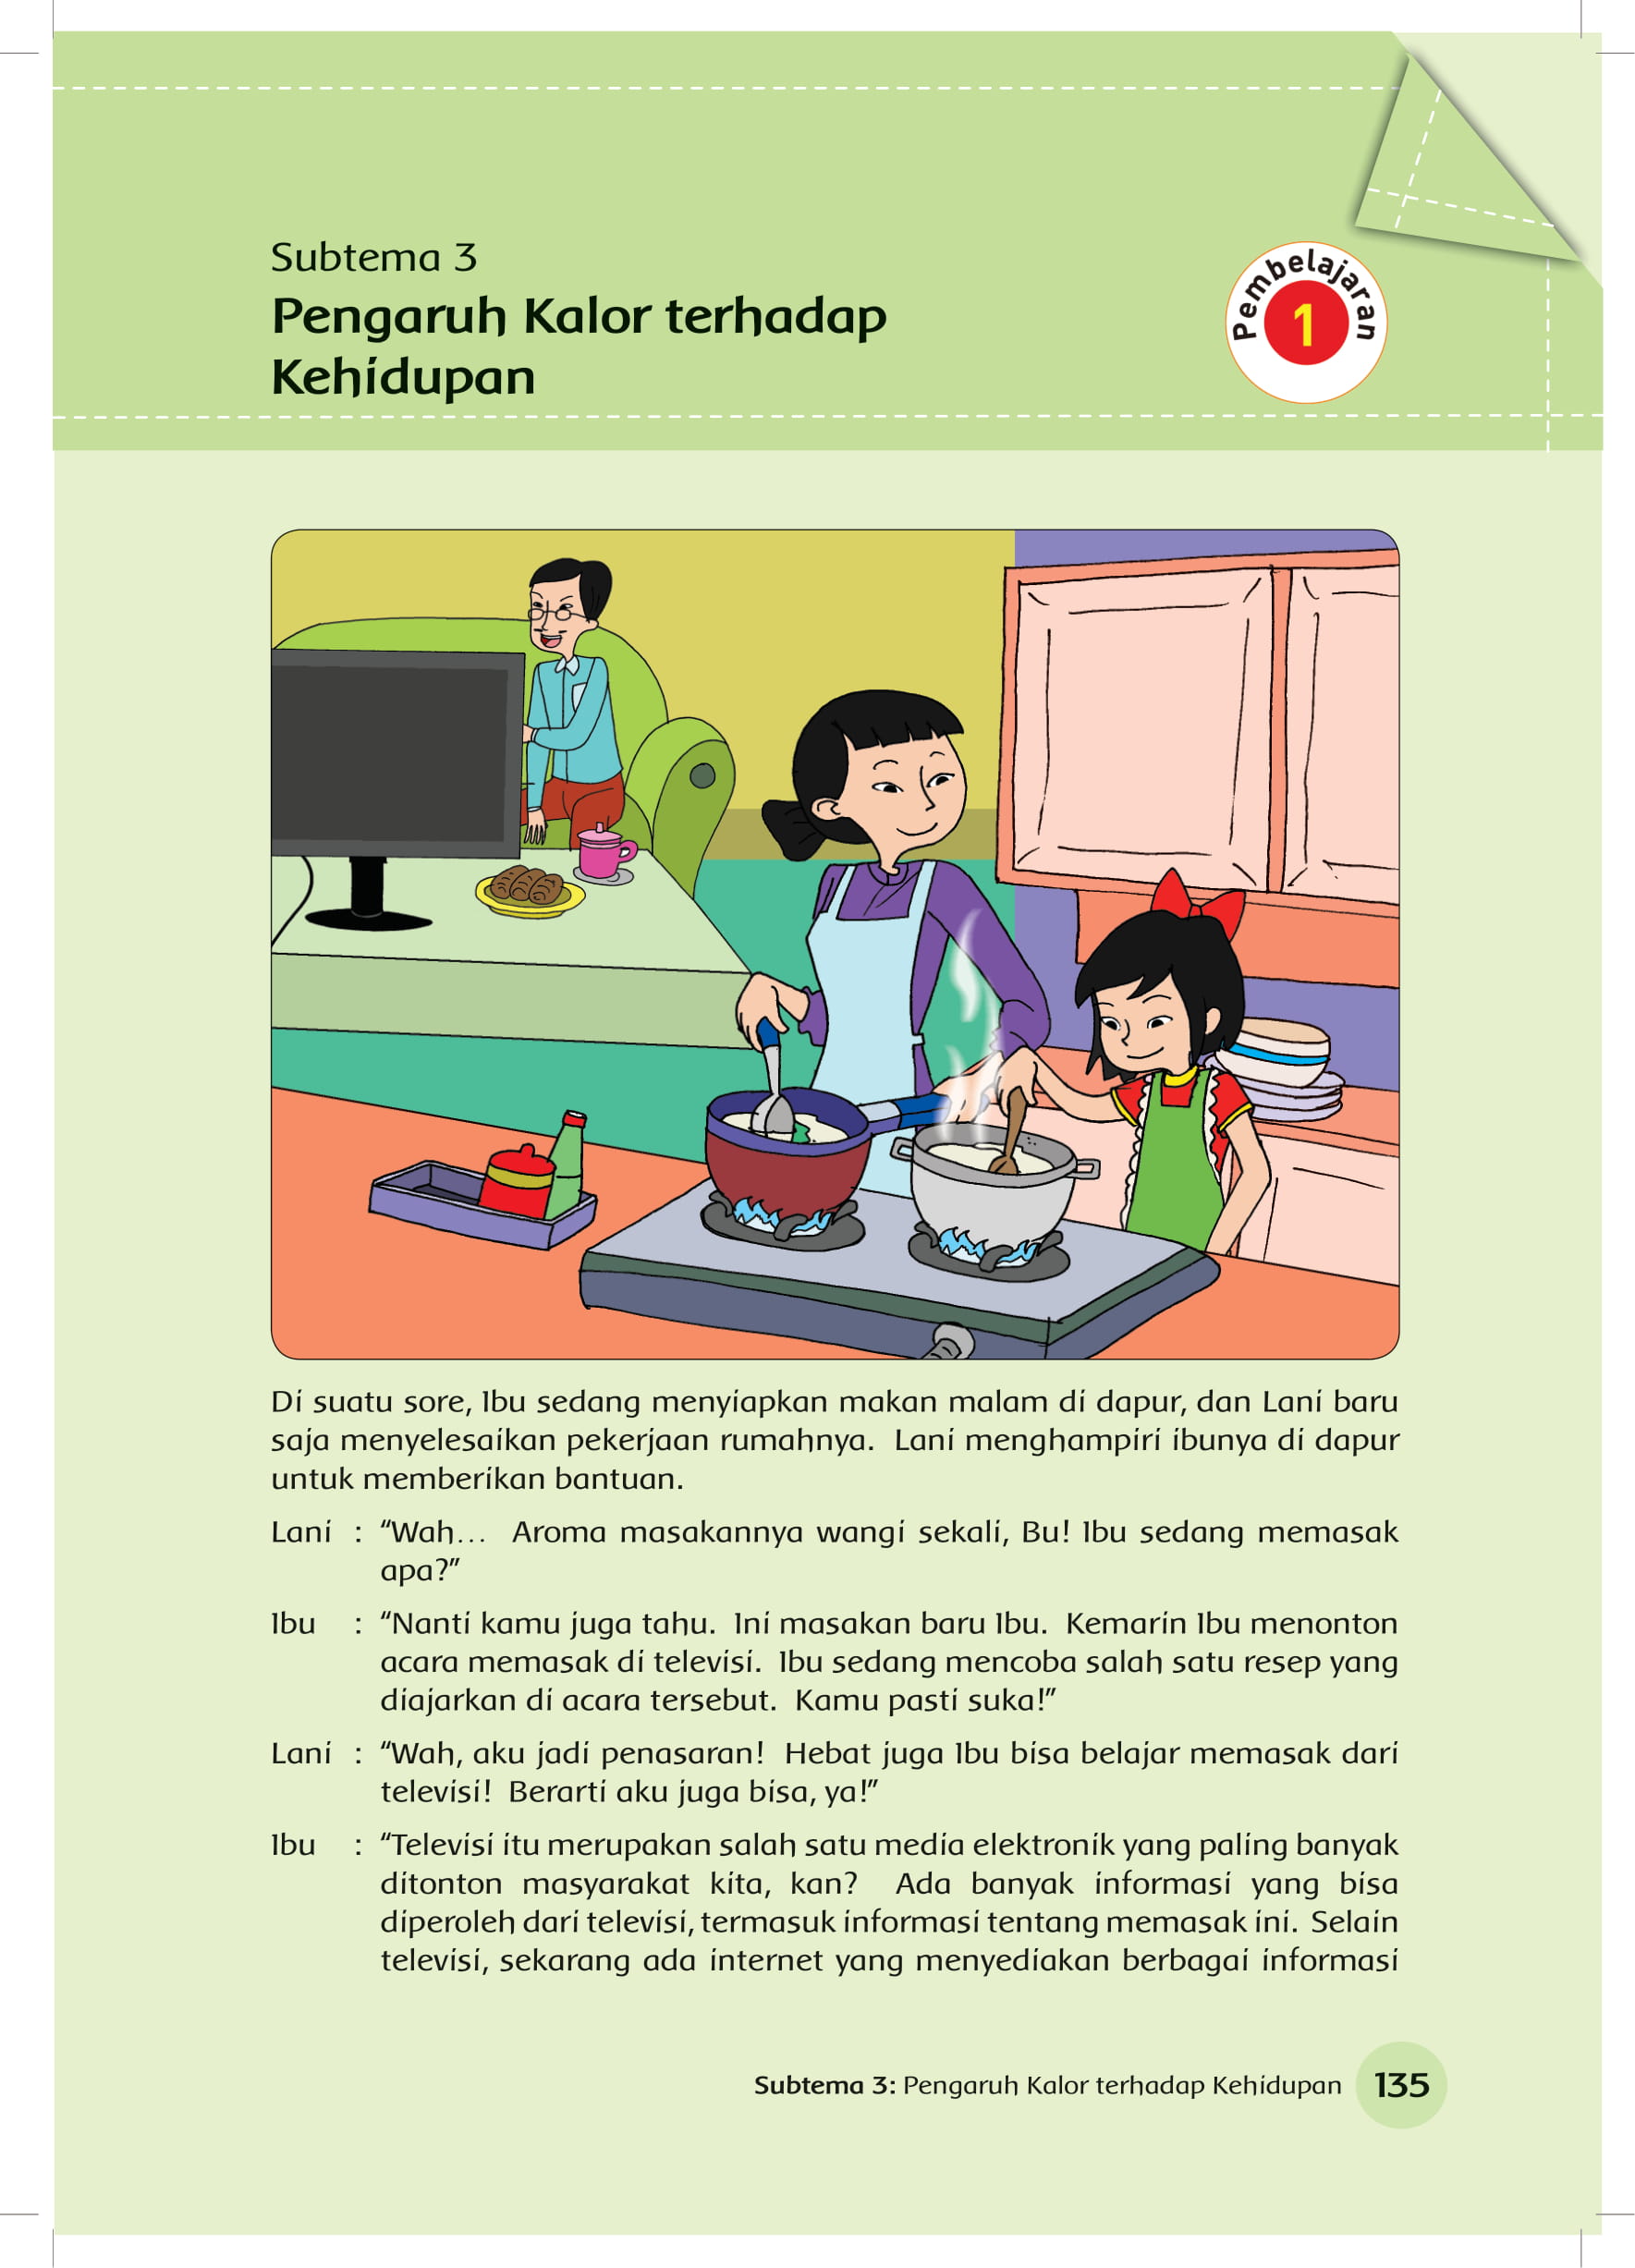 Subtema 3
Pengaruh Kalor terhadap
Kehidupan
Pembelajaran
1
Di suatu sore, Ibu sedang menyiapkan makan malam di dapur, dan Lani baru
saja menyelesaikan pekerjaan rumahnya. Lani menghampiri ibunya di dapur
untuk memberikan bantuan.
Lani : “Wah… Aroma masakannya wangi sekali, Bu! Ibu sedang memasak
apa?”
Ibu : “Nanti kamu juga tahu. Ini masakan baru Ibu. Kemarin Ibu menonton
acara memasak di televisi. Ibu sedang mencoba salah satu resep yang
diajarkan di acara tersebut. Kamu pasti suka!”
Lani : “Wah, aku jadi penasaran! Hebat juga Ibu bisa belajar memasak dari
televisi! Berarti aku juga bisa, ya!”
Ibu : “Televisi itu merupakan salah satu media elektronik yang paling banyak
ditonton masyarakat kita, kan? Ada banyak informasi yang bisa
diperoleh dari televisi, termasuk informasi tentang memasak ini. Selain
televisi, sekarang ada internet yang menyediakan berbagai informasi
Subtema 3: Pengaruh Kalor terhadap Kehidupan 135